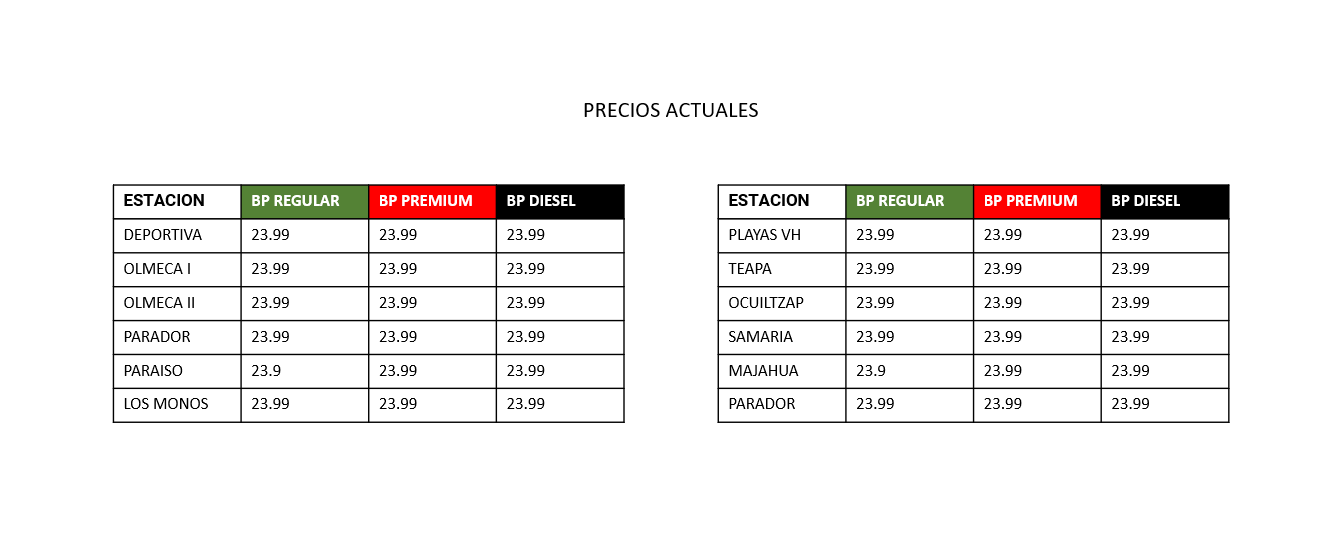 PRECIOS ACTUALES
ESTACION BP REGULAR BP PREMIUM BP DIESEL
DEPORTIVA 23.99 23.99 23.99
OLMECA I 23.99 23.99 23.99
OLMECA II 23.99 23.99 23.99
PARADOR 23.99 23.99 23.99
PARAISO 23.9 23.99 23.99
LOS MONOS 23.99 23.99 23.99
ESTACION BP REGULAR BP PREMIUM BP DIESEL
PLAYAS VH 23.99 23.99 23.99
TEAPA 23.99 23.99 23.99
OCUILTZAP 23.99 23.99 23.99
SAMARIA 23.99 23.99 23.99
MAJAHUA 23.9 23.99 23.99
PARADOR 23.99 23.99 23.99